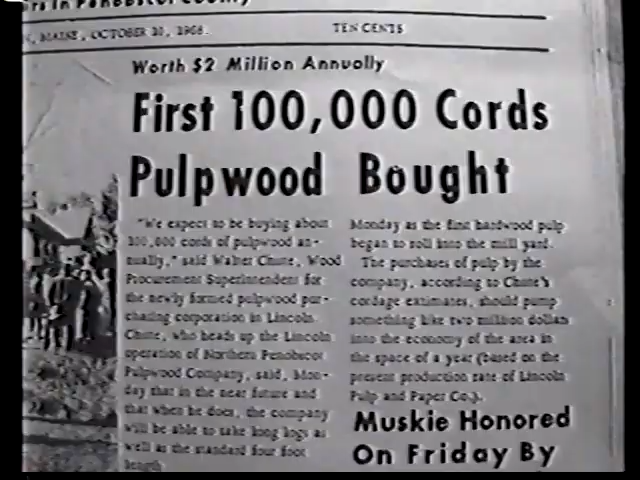 in Penobscot County
, MAINE, OCTOBER 20, 1968.
TEN CENTS
Worth $2 Million Annually
First 100,000 Cords
Pulpwood Bought
"We expect to be buying about
100,000 cords of pulpwood an-
nually," said Walter Chute, Wood
Procurement Superintendent for
the newly formed pulpwood pur-
chasing corporation in Lincoln.
Chute, who heads up the Lincoln
operation of Northern Penobscot
Pulpwood Company, said, Mon-
day that in the near future and
that when he does, the company
will be able to take long logs as
well as the standard four foot
length.
Monday as the first hardwood pulp
began to roll into the mill yard.
The purchases of pulp by the
company, according to Chute's
cordage estimates, should pump
something like two million dollars
into the economy of the area in
the space of a year (based on the
present production rate of Lincoln
Pulp and Paper Co.).
Muskie Honored
On Friday By